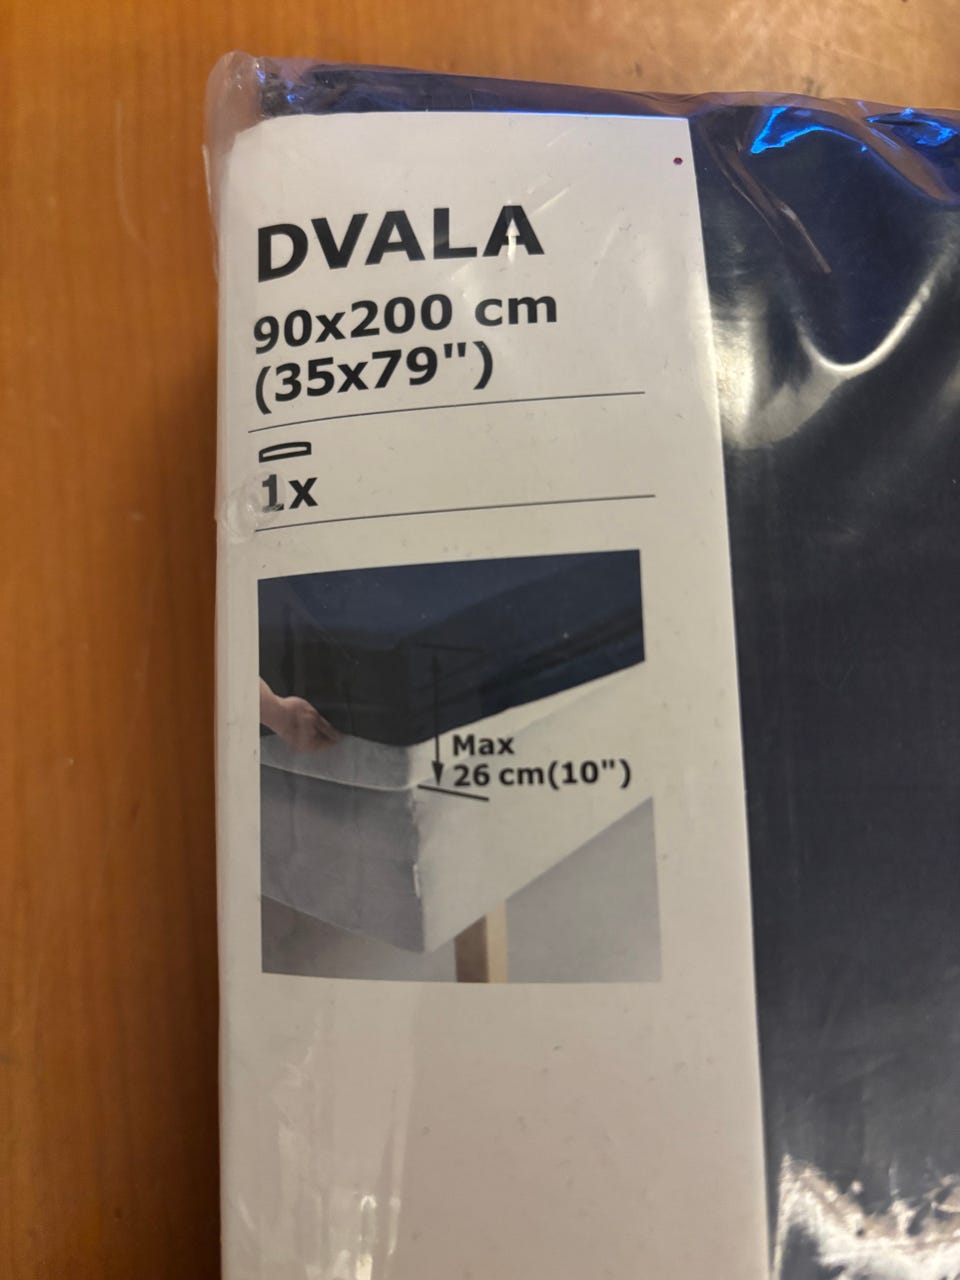 DVALA
90x200 cm
(35x79")
1x
Max
26 cm(10")